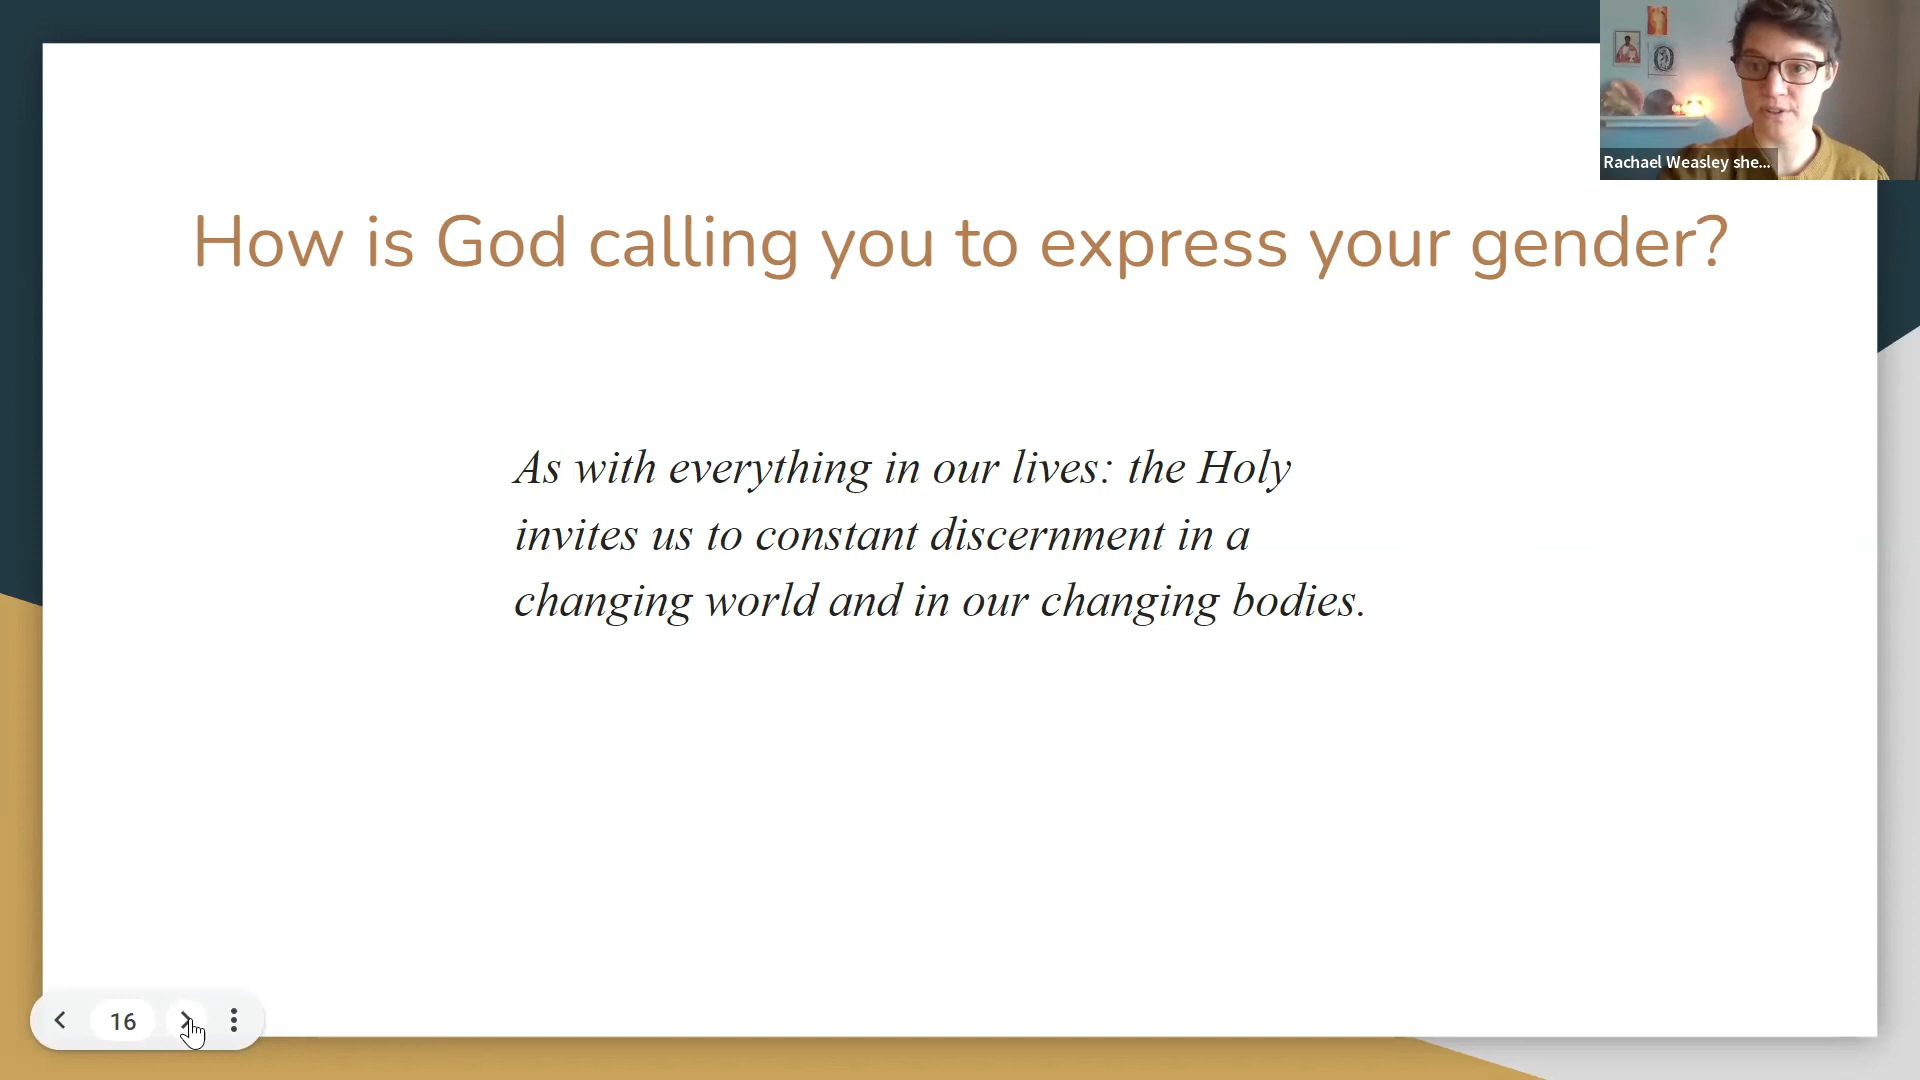 Rachael Weasley she...
How is God calling you to express your gender?
As with everything in our lives: the Holy
invites us to constant discernment in a
changing world and in our changing bodies.
16